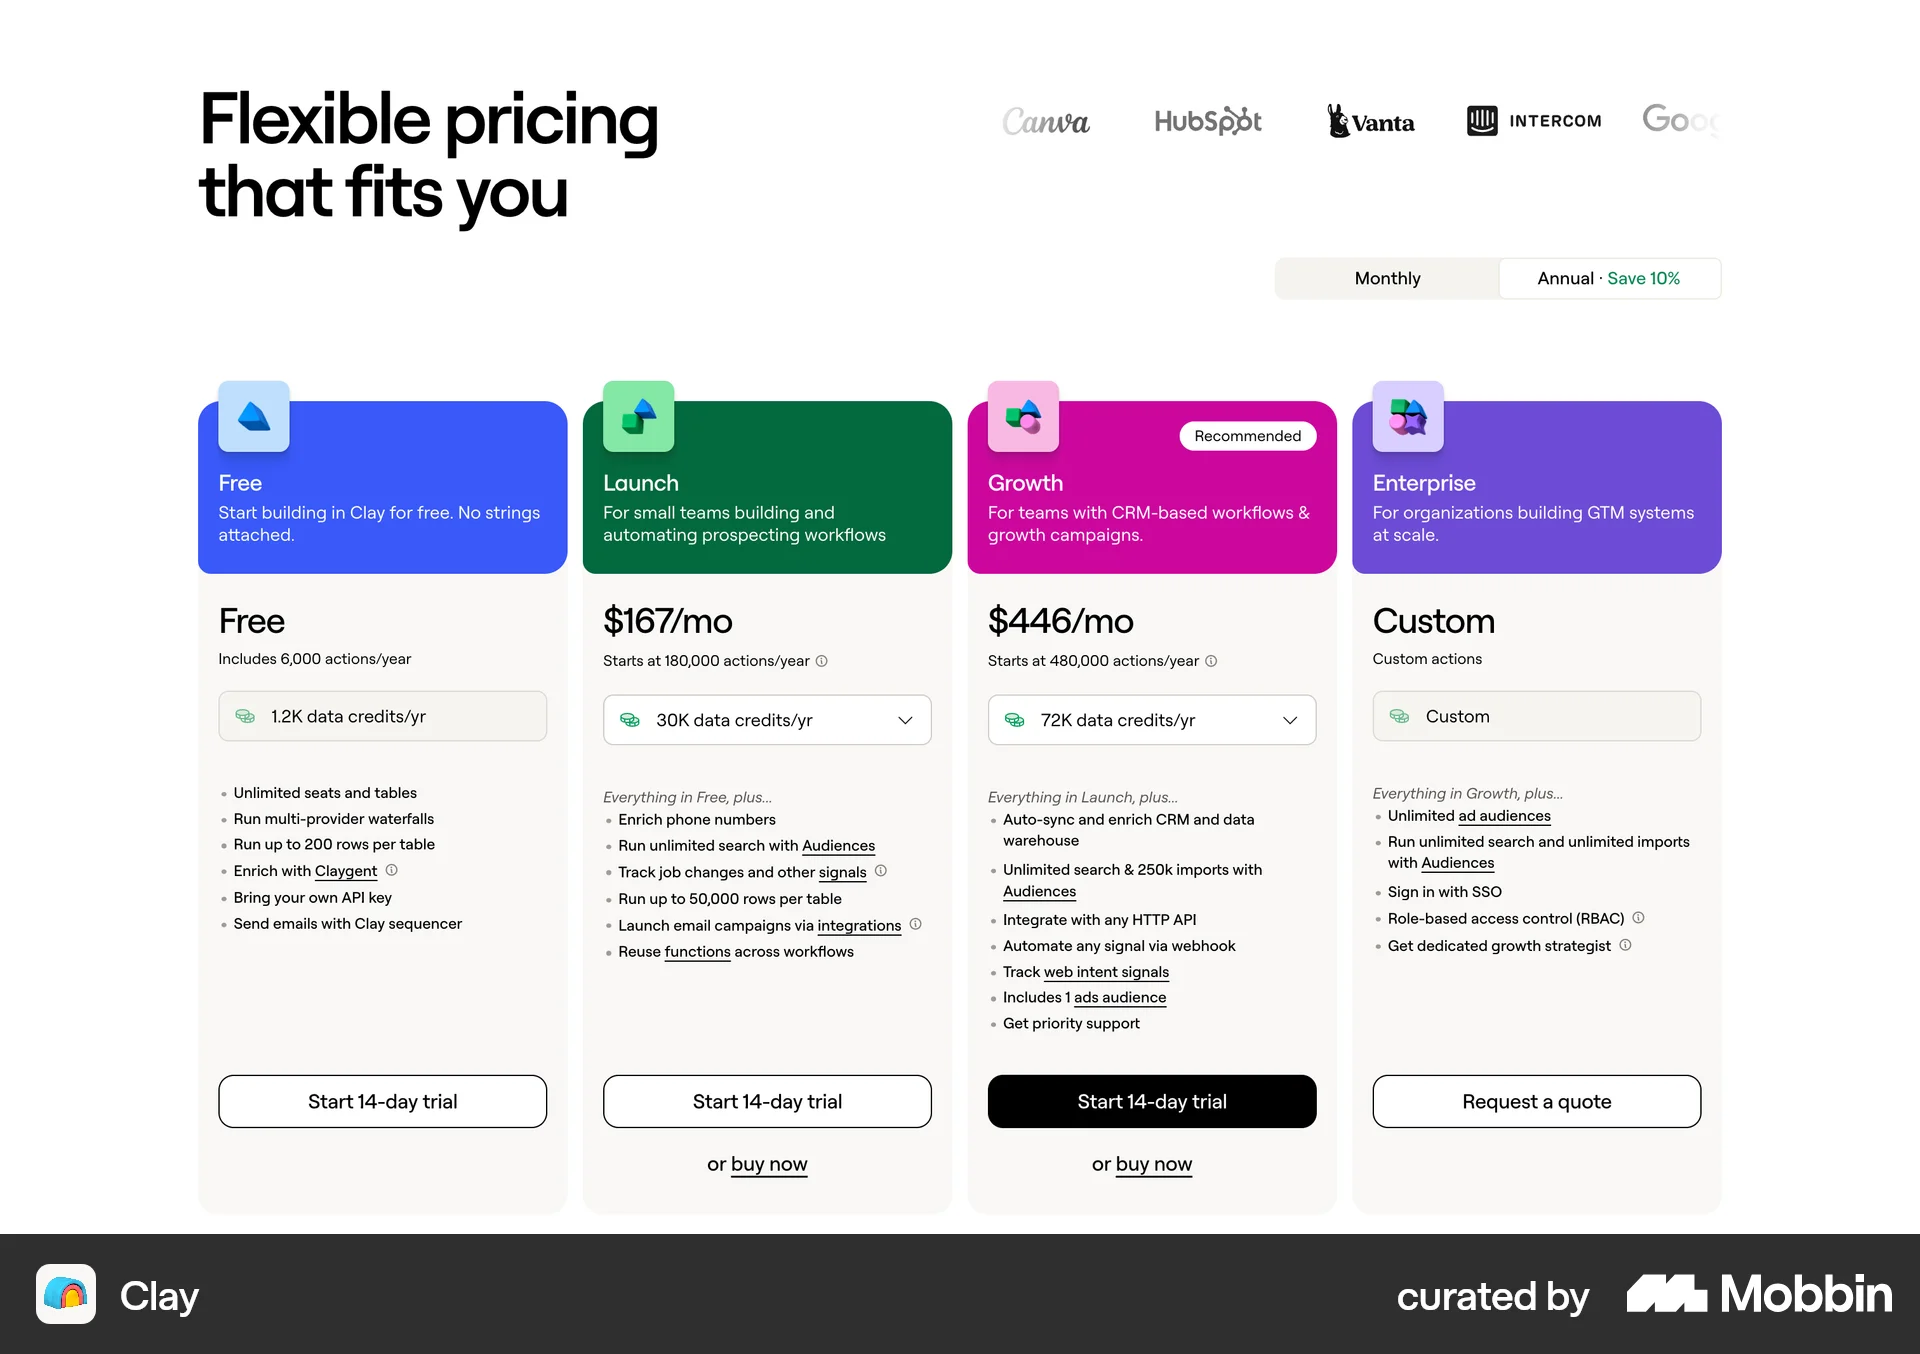 Flexible pricing
that fits you
Canva
HubSpot
Vanta
INTERCOM
Goog
Monthly
Annual · Save 10%
Free
Start building in Clay for free. No strings
attached.
Free
Includes 6,000 actions/year
1.2K data credits/yr
Unlimited seats and tables
Run multi-provider waterfalls
Run up to 200 rows per table
Enrich with Claygent
Bring your own API key
Send emails with Clay sequencer
Start 14-day trial
Launch
For small teams building and
automating prospecting workflows
$167/mo
Starts at 180,000 actions/year
30K data credits/yr
Everything in Free, plus...
Enrich phone numbers
Run unlimited search with Audiences
Track job changes and other signals
Run up to 50,000 rows per table
Launch email campaigns via integrations
Reuse functions across workflows
Start 14-day trial
or buy now
Recommended
Growth
For teams with CRM-based workflows &
growth campaigns.
$446/mo
Starts at 480,000 actions/year
72K data credits/yr
Everything in Launch, plus...
Auto-sync and enrich CRM and data
warehouse
Unlimited search & 250k imports with
Audiences
Integrate with any HTTP API
Automate any signal via webhook
Track web intent signals
Includes 1 ads audience
Get priority support
Start 14-day trial
or buy now
Enterprise
For organizations building GTM systems
at scale.
Custom
Custom actions
Custom
Everything in Growth, plus...
Unlimited ad audiences
Run unlimited search and unlimited imports
with Audiences
Sign in with SSO
Role-based access control (RBAC)
Get dedicated growth strategist
Request a quote
Clay
curated by
Mobbin